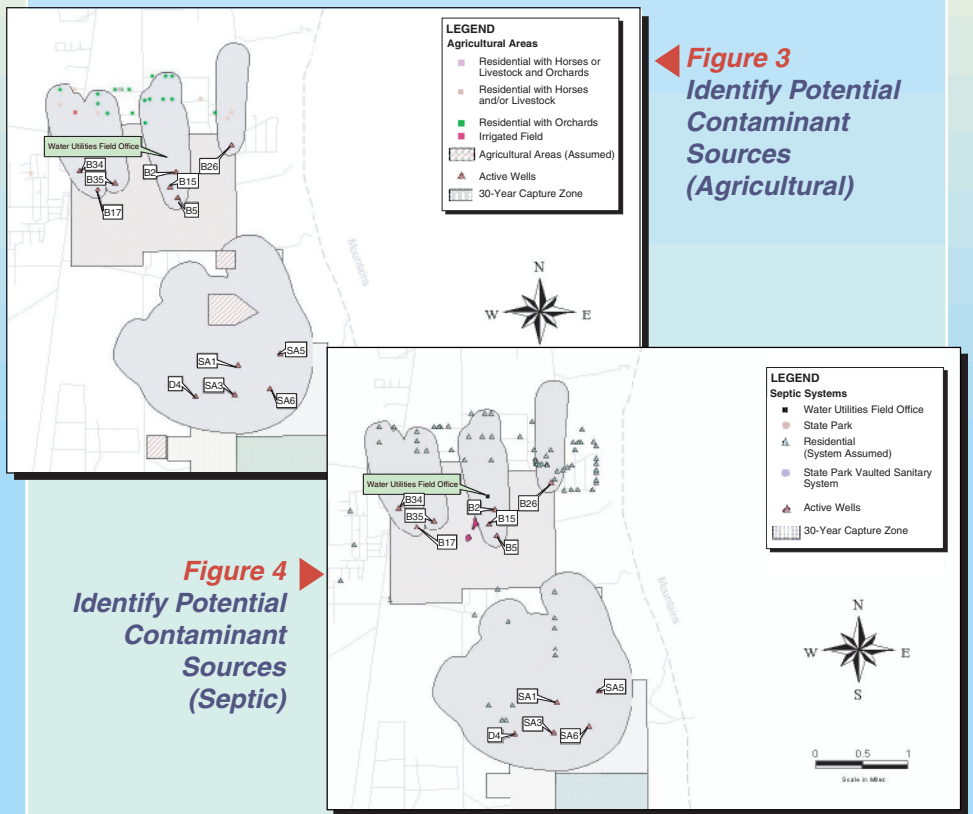 LEGEND
Agricultural Areas
Residential with Horses or
Livestock and Orchards
Residential with Horses
and/or Livestock
Residential with Orchards
Irrigated Field
Agricultural Areas (Assumed)
Active Wells
30-Year Capture Zone
Figure 3
Identify Potential
Contaminant
Sources
(Agricultural)
Water Utilities Field Office
B34
B35
B17
B2
B15
B5
B26
Mountains
N
W E
SA5
SA1
D4
SA3
SA6
LEGEND
Septic Systems
Water Utilities Field Office
State Park
Residential
(System Assumed)
State Park Vaulted Sanitary
System
Active Wells
30-Year Capture Zone
Water Utilities Field Office
B34
B35
B17
B2
B15
B5
B26
Figure 4
Identify Potential
Contaminant
Sources
(Septic)
Mountains
N
W E
S
SA5
SA1
SA3
D4
SA6
0 0.5 1
Scale in Miles